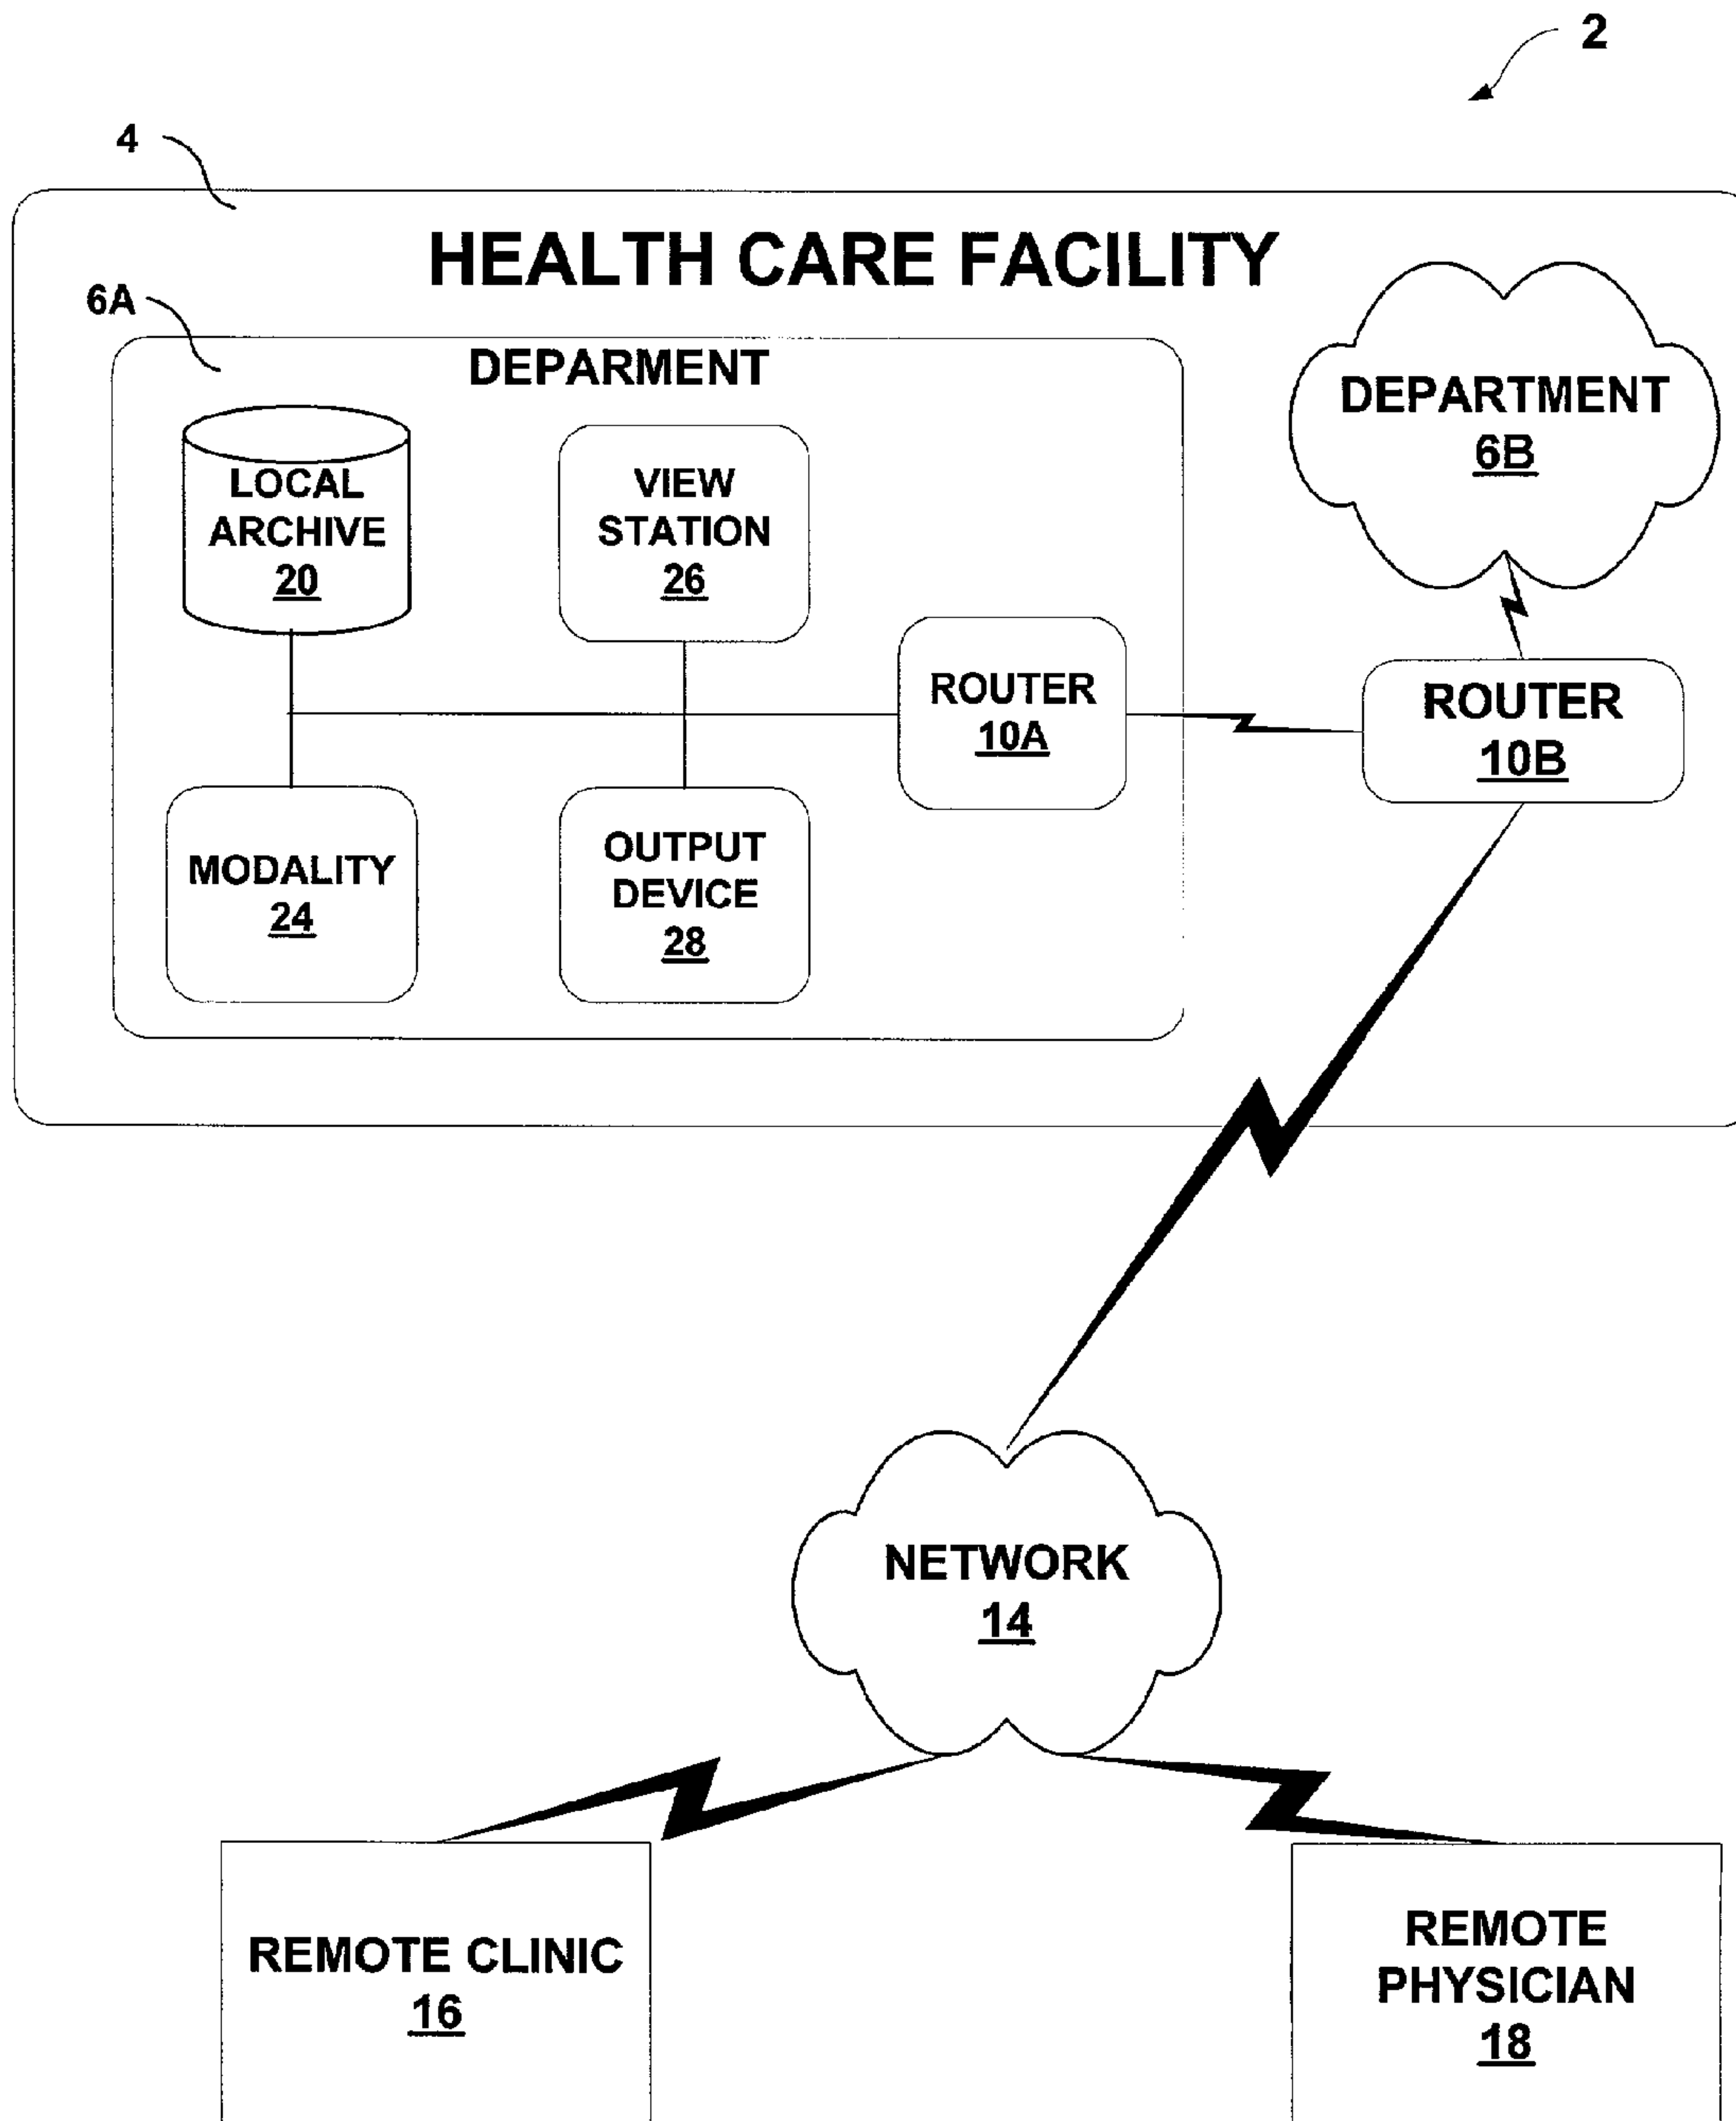 2
4
HEALTH CARE FACILITY
6A
DEPARMENT
LOCAL
ARCHIVE
20
VIEW
STATION
26
DEPARTMENT
6B
ROUTER
10A
ROUTER
10B
MODALITY
24
OUTPUT
DEVICE
28
NETWORK
14
REMOTE CLINIC
16
REMOTE
PHYSICIAN
18